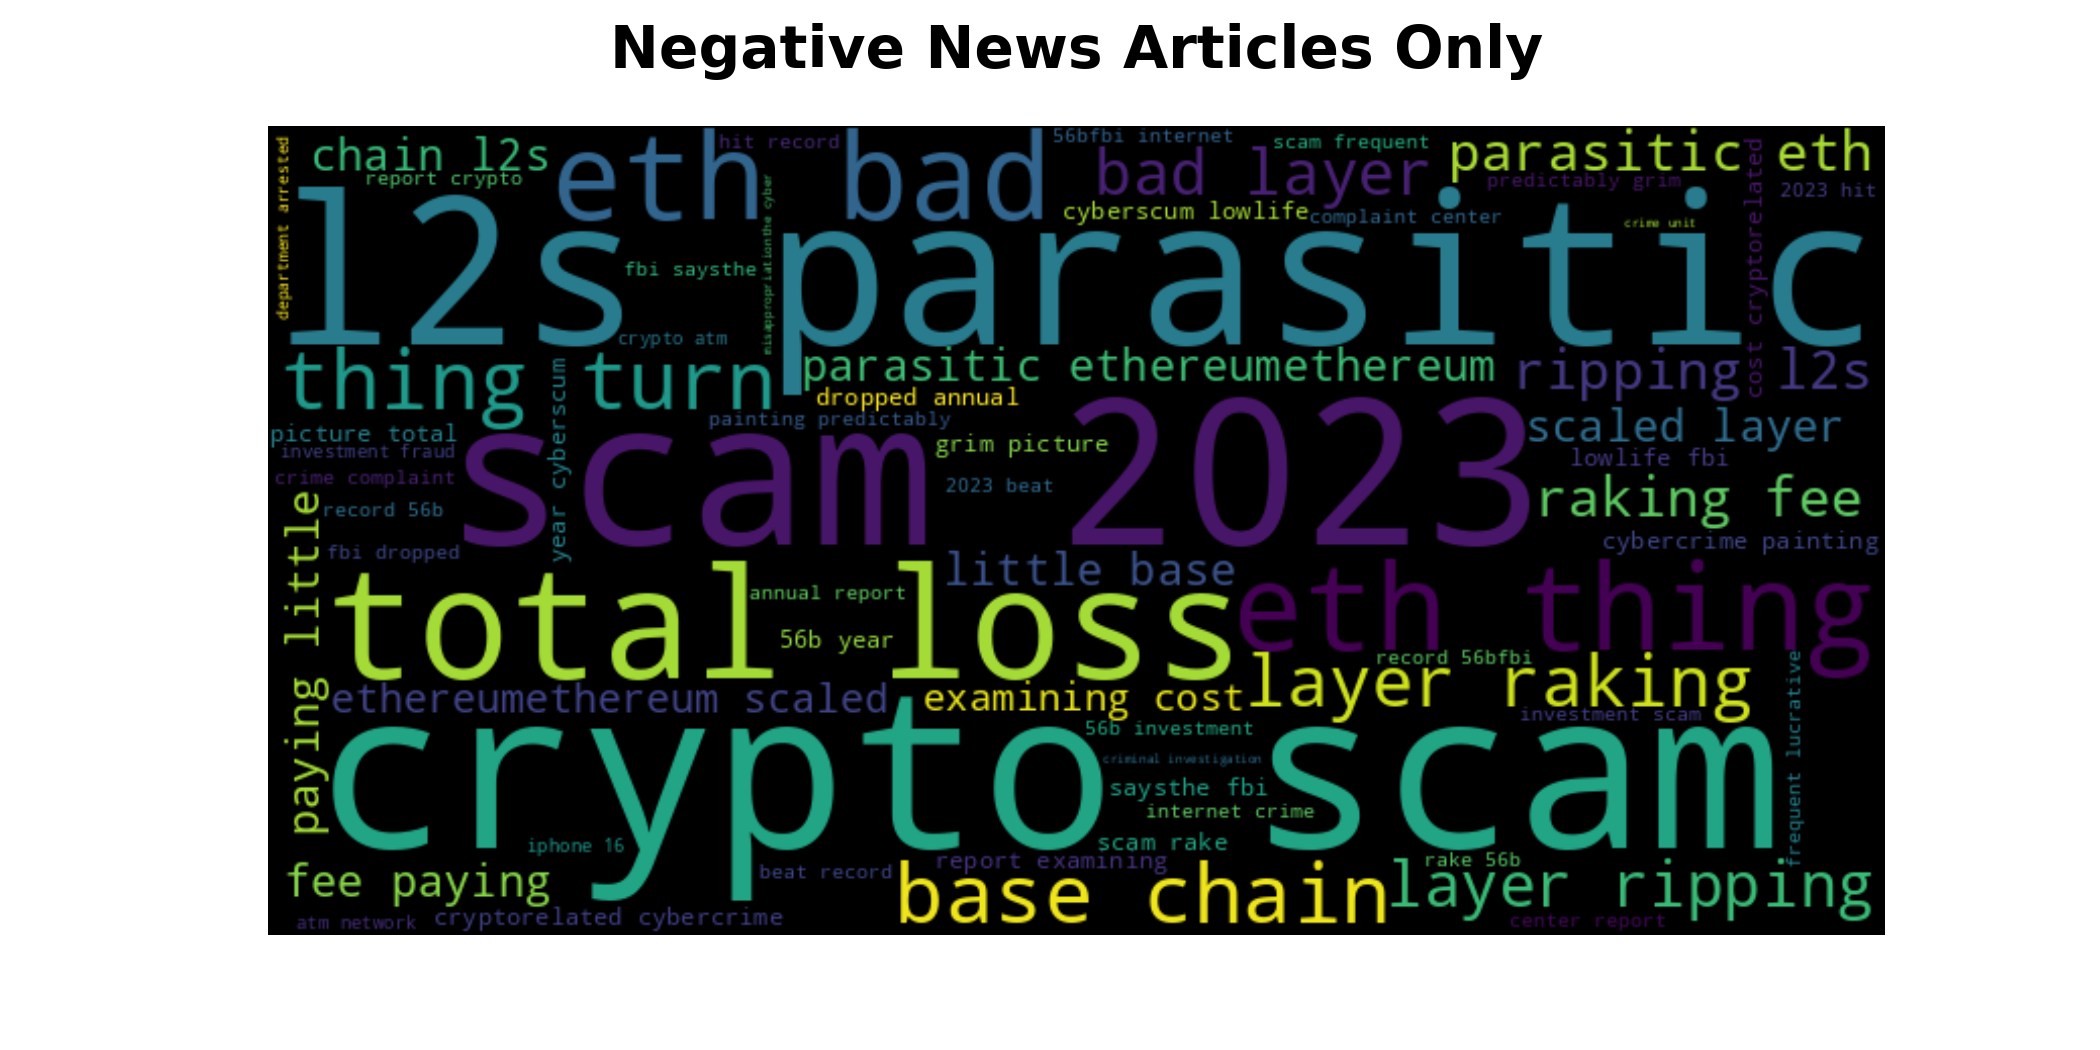 Negative News Articles Only
department arrested
chain l2s
report crypto
eth bad
hit record
56bfbi internet
scam frequent
bad layer
parasitic eth
predictably grim
2023 hit
cyberscum lowlife
complaint center
crime unit
cost cryptorelated
l2s parasitic
fbi saysthe
misappropriationthe cyber
crypto atm
thing turn
parasitic ethereumethereum
ripping l2s
dropped annual
painting predictably
scaled layer
picture total
investment fraud
year cyberscum
grim picture
lowlife fbi
crime complaint
scam 2023
2023 beat
raking fee
record 56b
fbi dropped
cybercrime painting
paying little
little base
total loss
annual report
56b year
eth thing
record 56bfbi
layer raking
ethereumethereum scaled
examining cost
investment scam
frequent lucrative
56b investment
criminal investigation
crypto scam
saysthe fbi
internet crime
iphone 16
scam rake
report examining
rake 56b
fee paying
beat record
base chain
layer ripping
atm network
cryptorelated cybercrime
center report